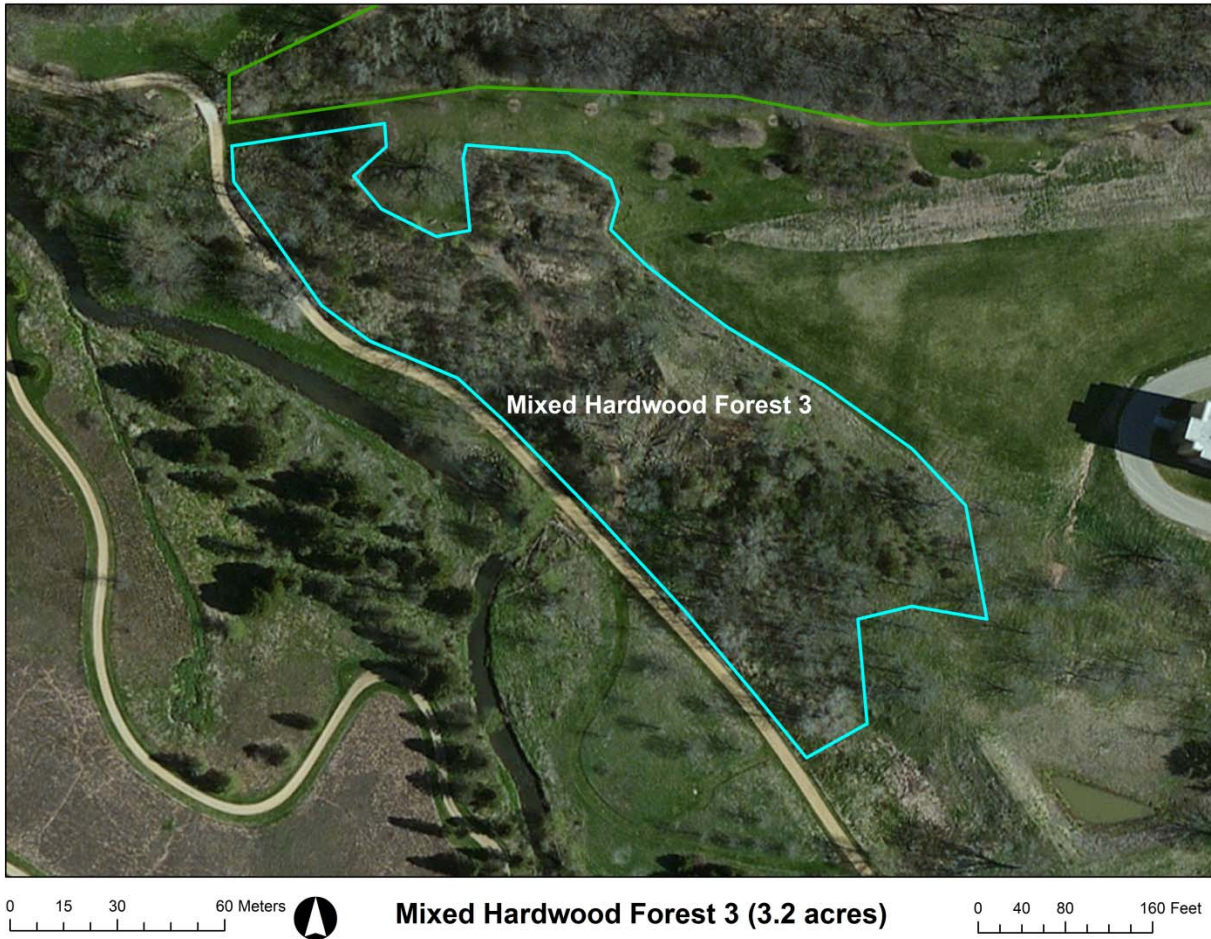 Mixed Hardwood Forest 3
0 15 30 60 Meters
Mixed Hardwood Forest 3 (3.2 acres)
0 40 80 160 Feet